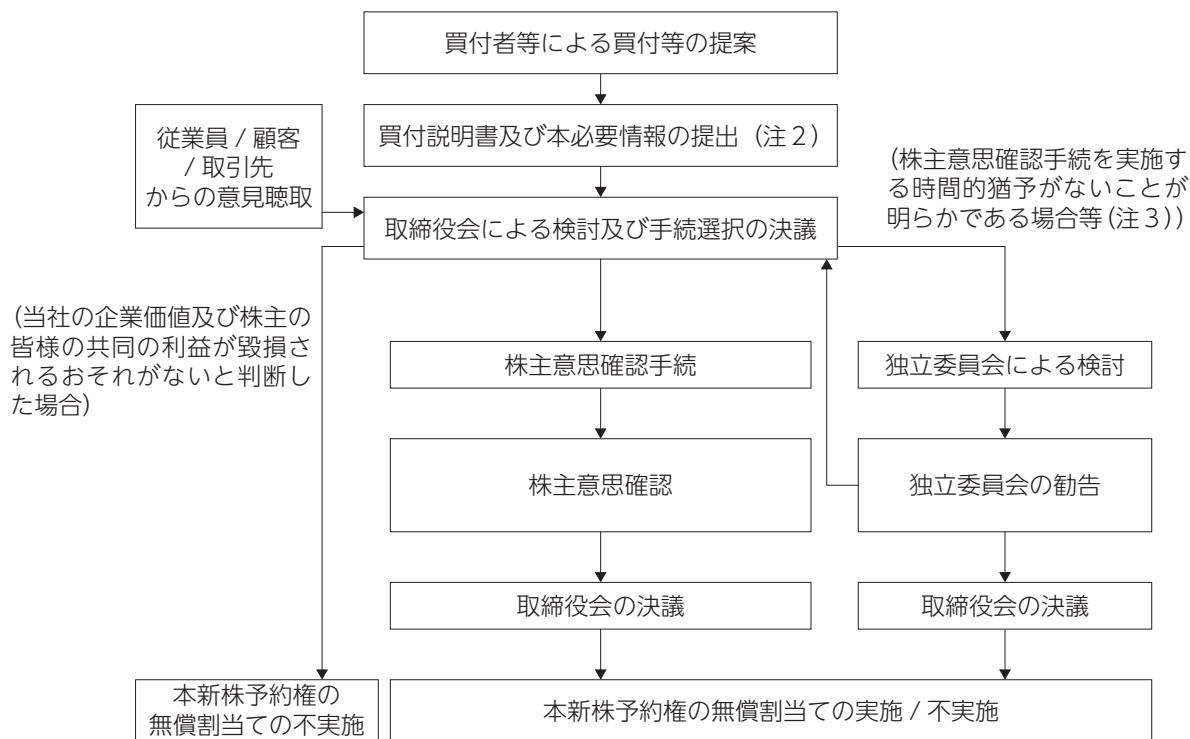 買付者等による買付等の提案
買付説明書及び本必要情報の提出（注２）
従業員 / 顧客
/ 取引先
からの意見聴取
取締役会による検討及び手続選択の決議
(株主意思確認手続を実施す
る時間的猶予がないことが
明らかである場合等(注３))
(当社の企業価値及び株主の
皆様の共同の利益が毀損さ
れるおそれがないと判断し
た場合)
株主意思確認手続
独立委員会による検討
株主意思確認
独立委員会の勧告
取締役会の決議
取締役会の決議
本新株予約権の
無償割当ての不実施
本新株予約権の無償割当ての実施 / 不実施